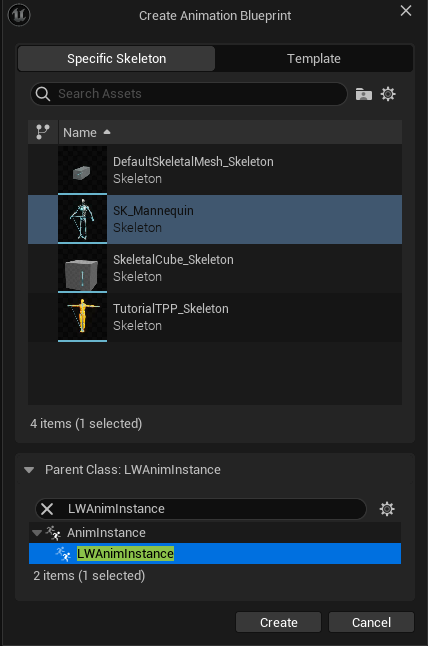 Create Animation Blueprint
Specific Skeleton
Template
Search Assets
Name
DefaultSkeletalMesh_Skeleton
Skeleton
SK_Mannequin
Skeleton
SkeletalCube_Skeleton
Skeleton
TutorialTPP_Skeleton
Skeleton
4 items (1 selected)
Parent Class: LWAnimInstance
LWAnimInstance
AnimInstance
LWAnimInstance
2 items (1 selected)
Create
Cancel